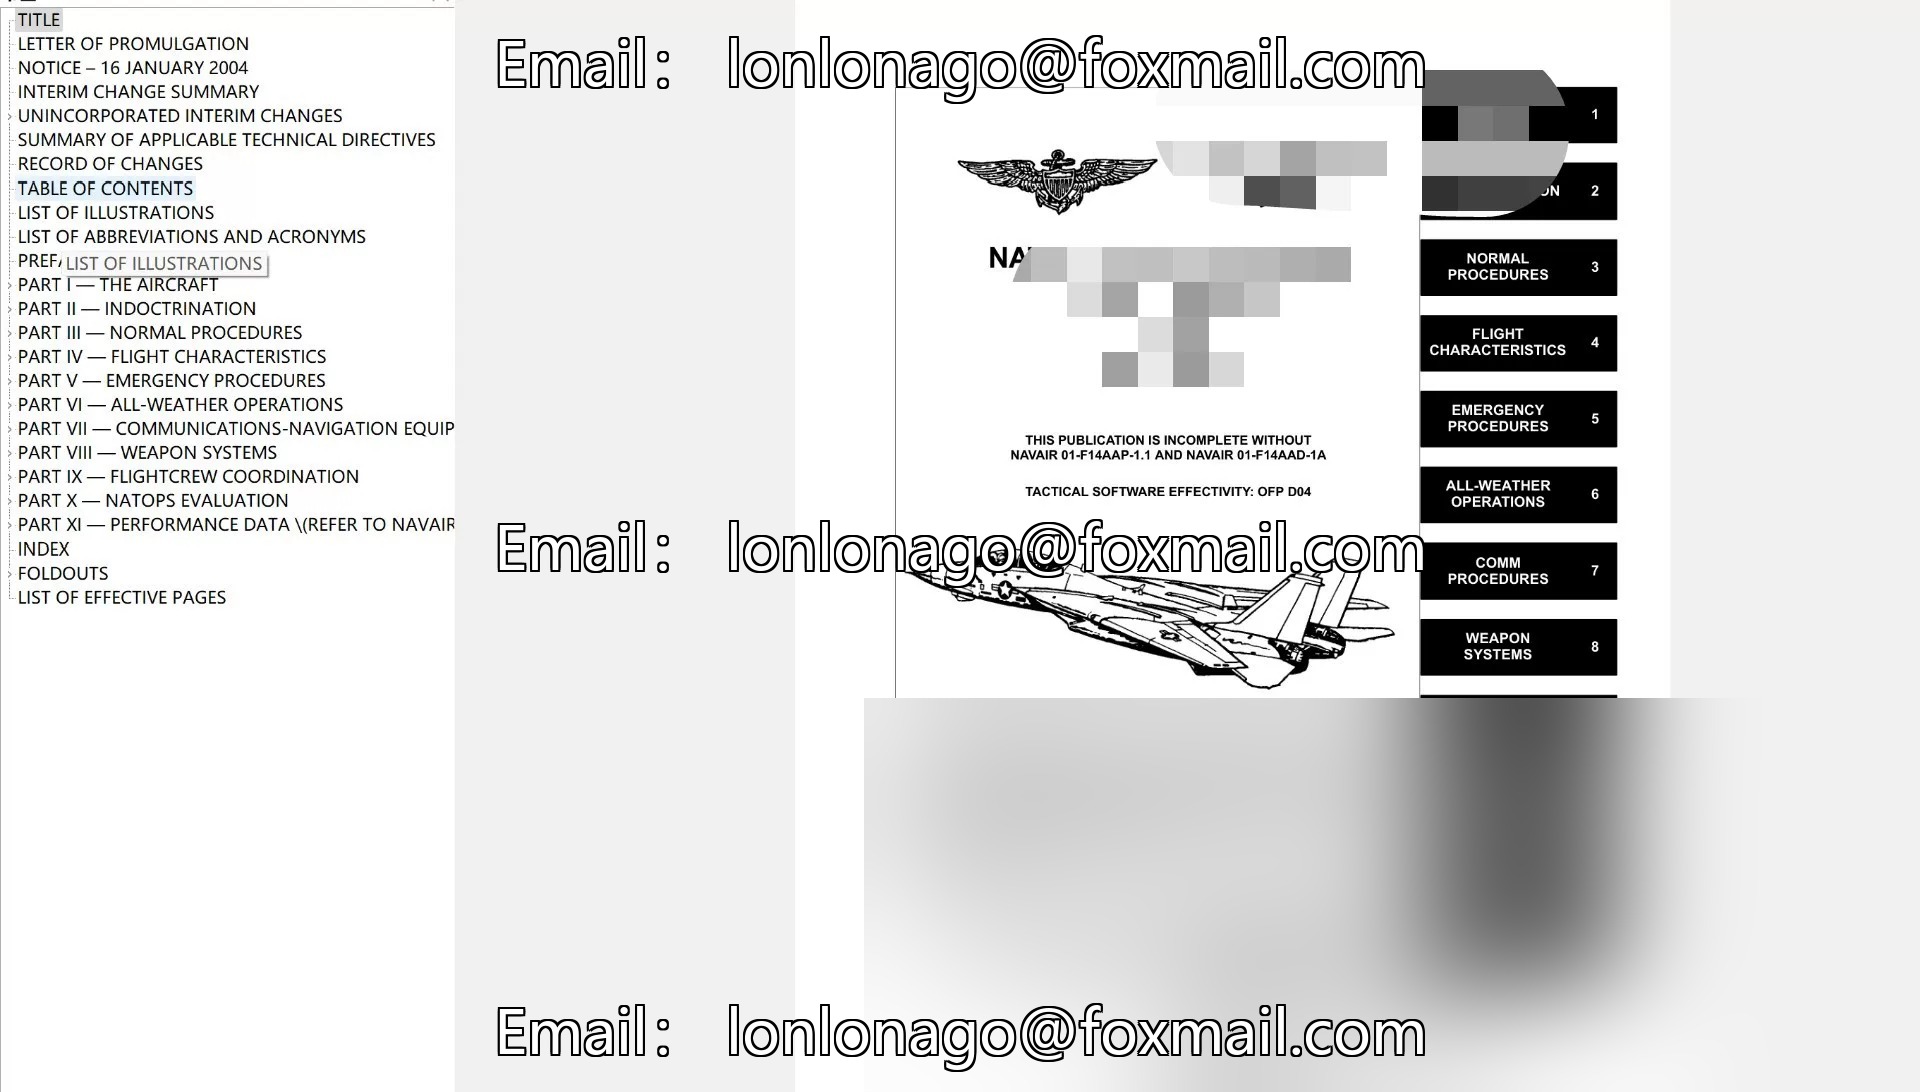 TITLE
LETTER OF PROMULGATION
NOTICE – 16 JANUARY 2004
INTERIM CHANGE SUMMARY
UNINCORPORATED INTERIM CHANGES
SUMMARY OF APPLICABLE TECHNICAL DIRECTIVES
RECORD OF CHANGES
TABLE OF CONTENTS
LIST OF ILLUSTRATIONS
LIST OF ABBREVIATIONS AND ACRONYMS
LIST OF ILLUSTRATIONS
PART I — THE AIRCRAFT
PART II — INDOCTRINATION
PART III — NORMAL PROCEDURES
PART IV — FLIGHT CHARACTERISTICS
PART V — EMERGENCY PROCEDURES
PART VI — ALL-WEATHER OPERATIONS
PART VII — COMMUNICATIONS-NAVIGATION EQUIP
PART VIII — WEAPON SYSTEMS
PART IX — FLIGHTCREW COORDINATION
PART X — NATOPS EVALUATION
PART XI — PERFORMANCE DATA \(REFER TO NAVAIR
INDEX
FOLDOUTS
LIST OF EFFECTIVE PAGES
Email: lonlonago@foxmail.com
THIS PUBLICATION IS INCOMPLETE WITHOUT
NAVAIR 01-F14AAP-1.1 AND NAVAIR 01-F14AAD-1A
TACTICAL SOFTWARE EFFECTIVITY: OFP D04
Email: lonlonago@foxmail.com
1
2
NORMAL
PROCEDURES 3
FLIGHT
CHARACTERISTICS 4
EMERGENCY
PROCEDURES 5
ALL-WEATHER
OPERATIONS 6
COMM
PROCEDURES 7
WEAPON
SYSTEMS 8
Email: lonlonago@foxmail.com